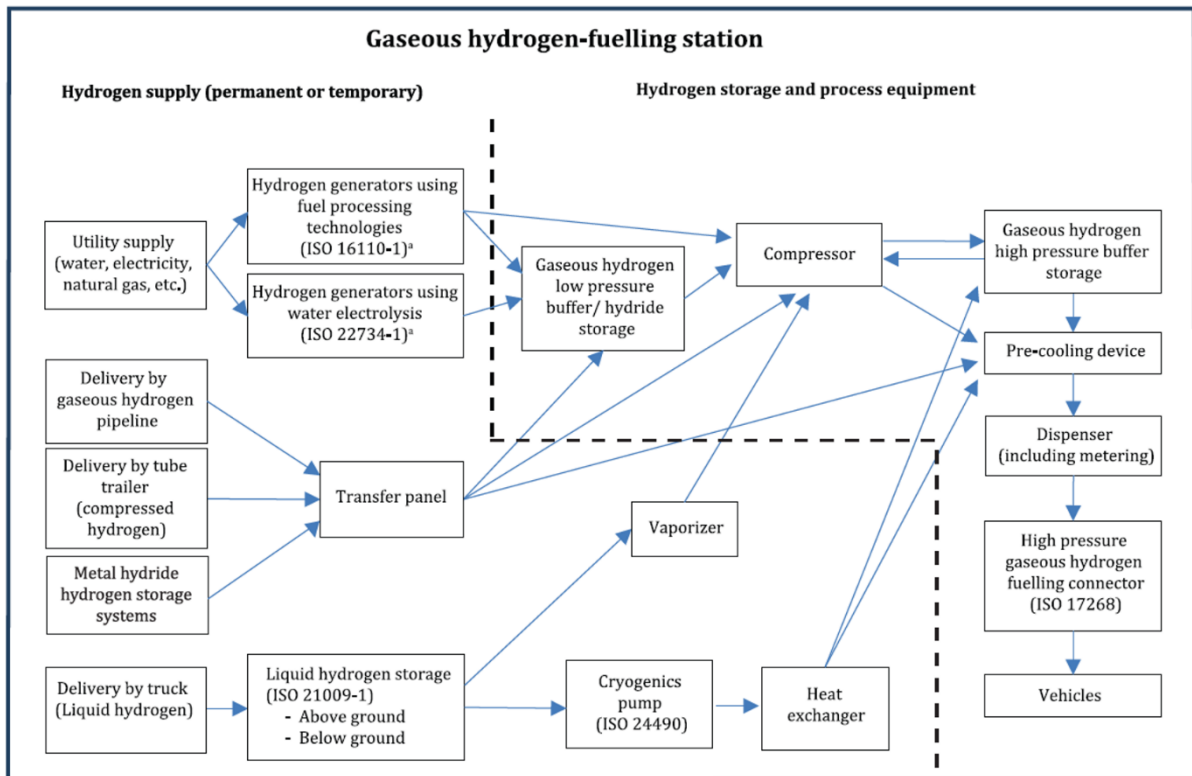 Gaseous hydrogen-fuelling station
Hydrogen supply (permanent or temporary)
Hydrogen storage and process equipment
Utility supply
(water, electricity,
natural gas, etc.)
Hydrogen generators using
fuel processing
technologies
(ISO 16110-1)ᵃ
Hydrogen generators using
water electrolysis
(ISO 22734-1)ᵃ
Gaseous hydrogen
low pressure
buffer/ hydride
storage
Compressor
Gaseous hydrogen
high pressure buffer
storage
Pre-cooling device
Delivery by
gaseous hydrogen
pipeline
Delivery by tube
trailer
(compressed
hydrogen)
Metal hydride
hydrogen storage
systems
Transfer panel
Vaporizer
Dispenser
(including metering)
High pressure
gaseous hydrogen
fuelling connector
(ISO 17268)
Delivery by truck
(Liquid hydrogen)
Liquid hydrogen storage
(ISO 21009-1)
- Above ground
- Below ground
Cryogenics
pump
(ISO 24490)
Heat
exchanger
Vehicles